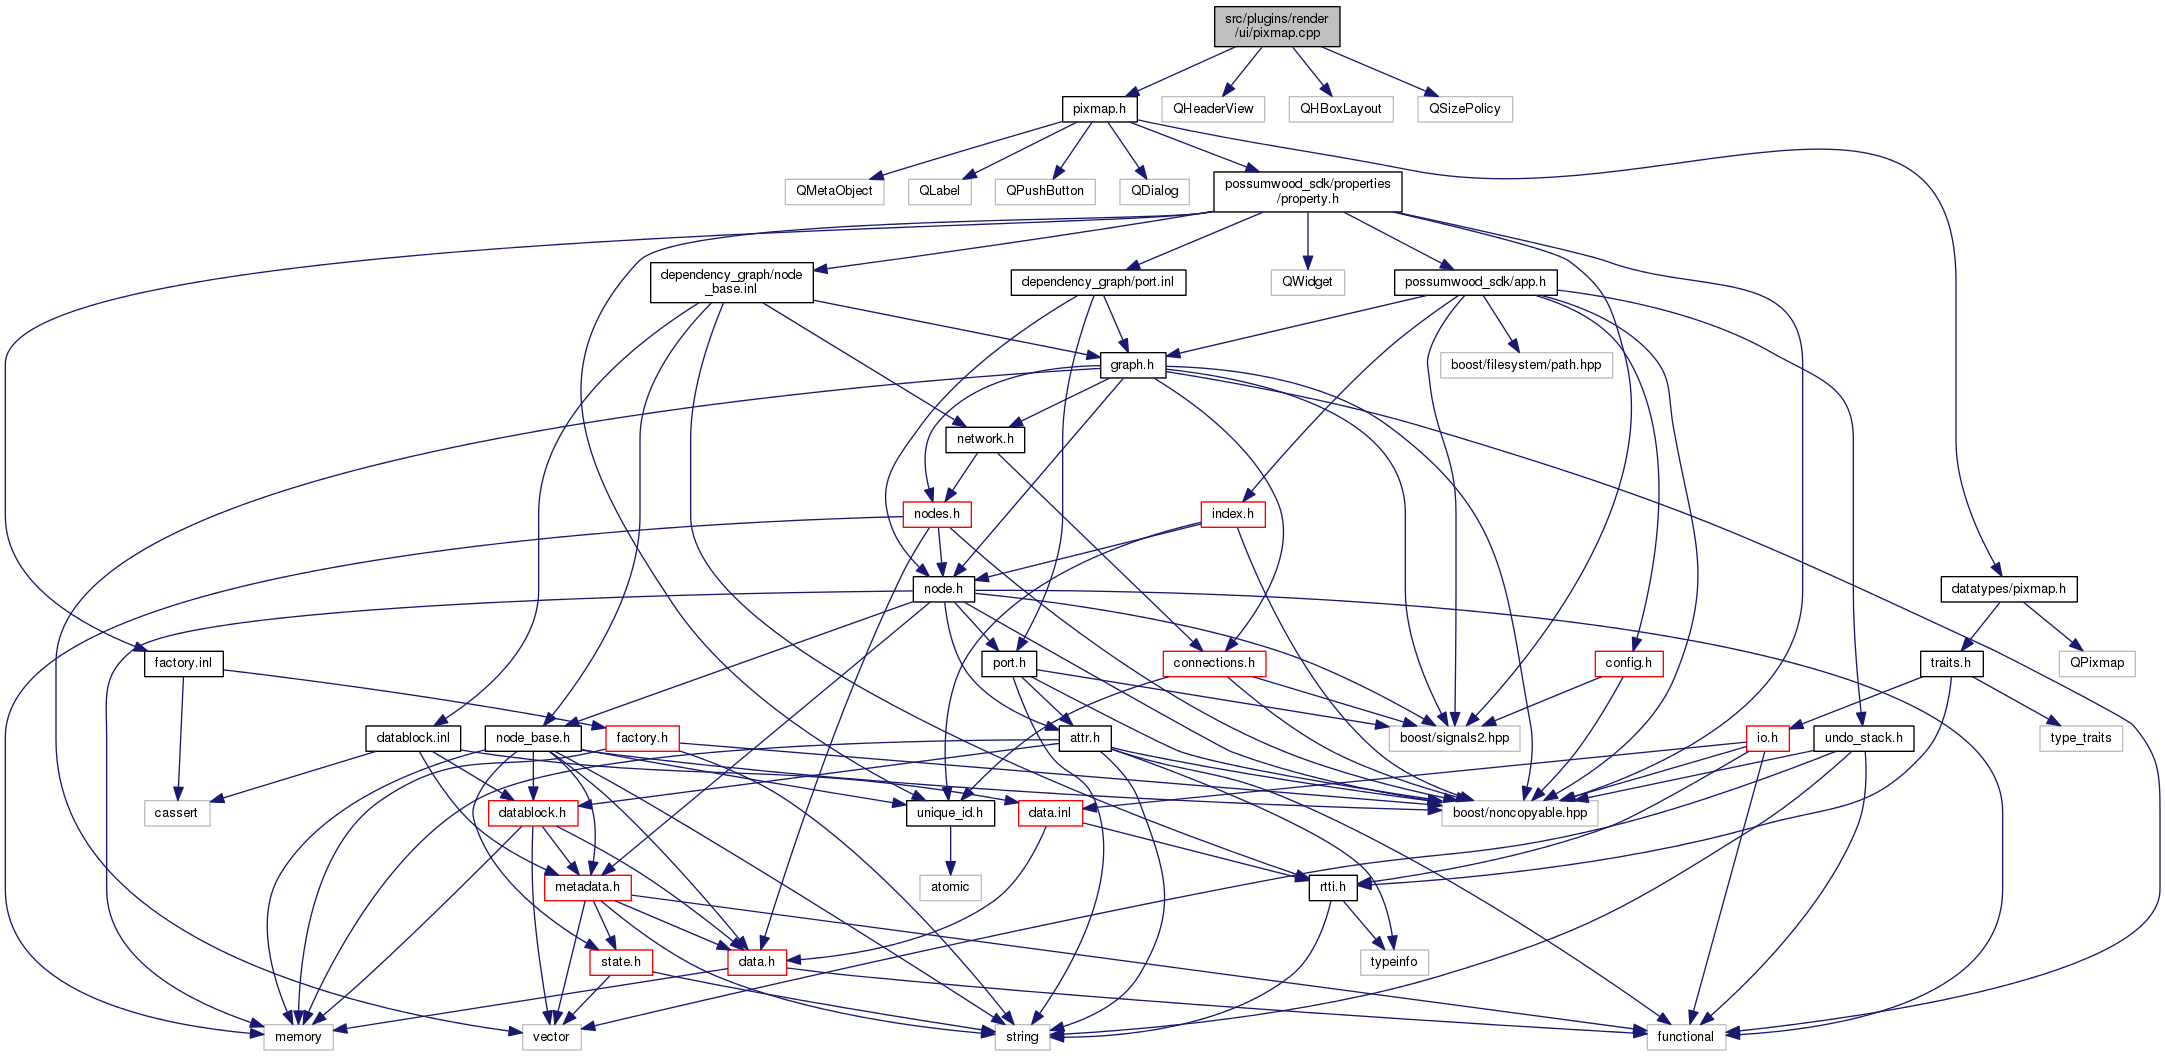 src/plugins/render
/ui/pixmap.cpp
pixmap.h
QHeaderView
QHBoxLayout
QSizePolicy
QMetaObject
QLabel
QPushButton
QDialog
possumwood_sdk/properties
/property.h
dependency_graph/node
_base.inl
dependency_graph/port.inl
QWidget
possumwood_sdk/app.h
graph.h
boost/filesystem/path.hpp
network.h
nodes.h
index.h
node.h
datatypes/pixmap.h
factory.inl
port.h
connections.h
config.h
traits.h
QPixmap
datablock.inl
node_base.h
factory.h
attr.h
boost/signals2.hpp
io.h
undo_stack.h
type_traits
cassert
datablock.h
unique_id.h
data.inl
boost/noncopyable.hpp
metadata.h
atomic
rtti.h
state.h
data.h
typeinfo
memory
vector
string
functional